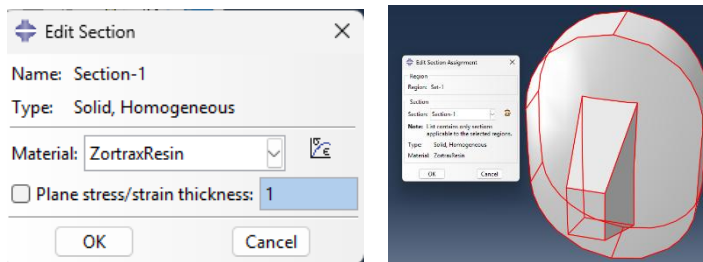 Edit Section
Name: Section-1
Type: Solid, Homogeneous
Material: ZortraxResin
Plane stress/strain thickness: 1
OK Cancel
Edit Section Assignment
Region
Region: Set-1
Section
Section: Section-1
Note: List contains only sections
applicable to the selected regions.
Type: Solid, Homogeneous
Material: ZortraxResin
OK Cancel